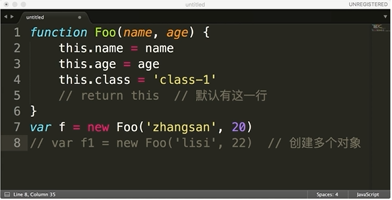 untitled
UNREGISTERED
untitled
1 function Foo(name, age) {
2     this.name = name
3     this.age = age
4     this.class = 'class-1'
5     // return this  // 默认有这一行
6 }
7 var f = new Foo('zhangsan', 20)
8 // var f1 = new Foo('lisi', 22)  // 创建多个对象
Line 8, Column 35
Spaces: 4
JavaScript